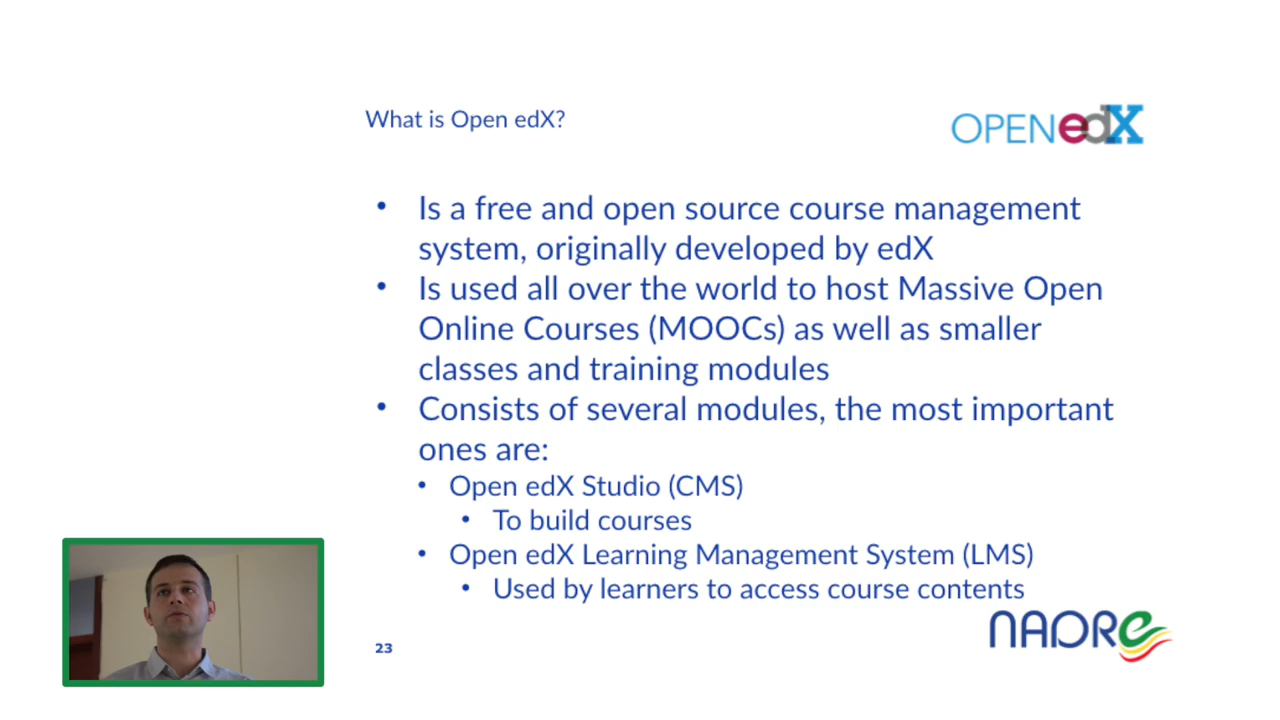 What is Open edX?
OPENedX
• Is a free and open source course management
system, originally developed by edX
• Is used all over the world to host Massive Open
Online Courses (MOOCs) as well as smaller
classes and training modules
• Consists of several modules, the most important
ones are:
• Open edX Studio (CMS)
• To build courses
• Open edX Learning Management System (LMS)
• Used by learners to access course contents
NADRe
23